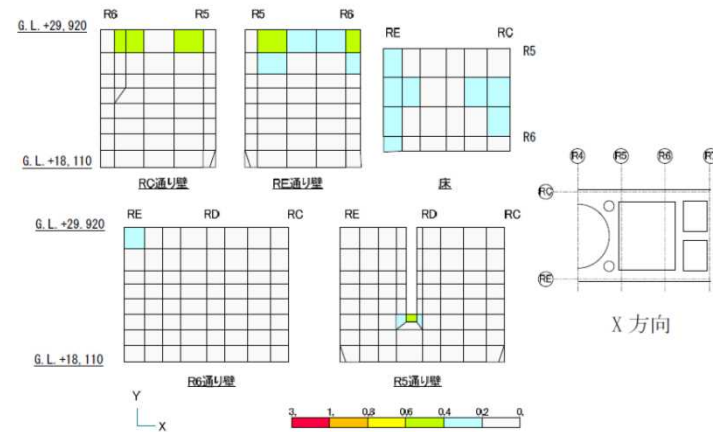 R6 R5
R5 R6
RE RC
G.L. +29,920
R5
R6
G.L. +18,110
RC通り壁
RE通り壁
床
R4 R5 R6 R7
RC
RE
X 方向
RE RD RC
RE RD RC
G.L. +29.920
G.L. +18,110
R6通り壁
R5通り壁
Y
X
3. 1. 0.8 0.6 0.4 0.2 0.